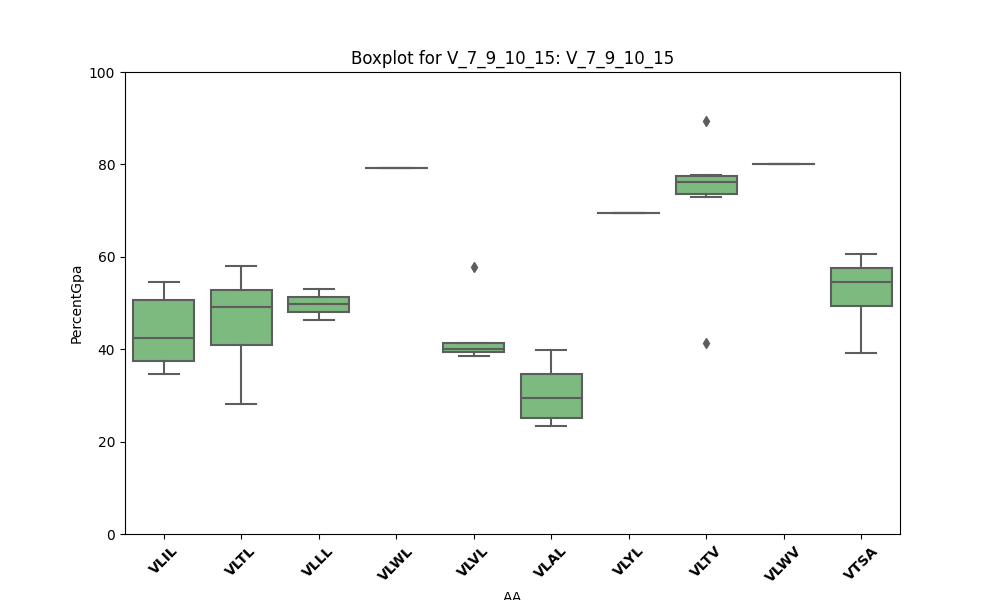 Boxplot for V_7_9_10_15: V_7_9_10_15
100
80
60
40
20
0
PercentGpa
VLIL VLTL VLLL VLWL VLVL VLAL VLYL VLTV VLWV VTSA
AA